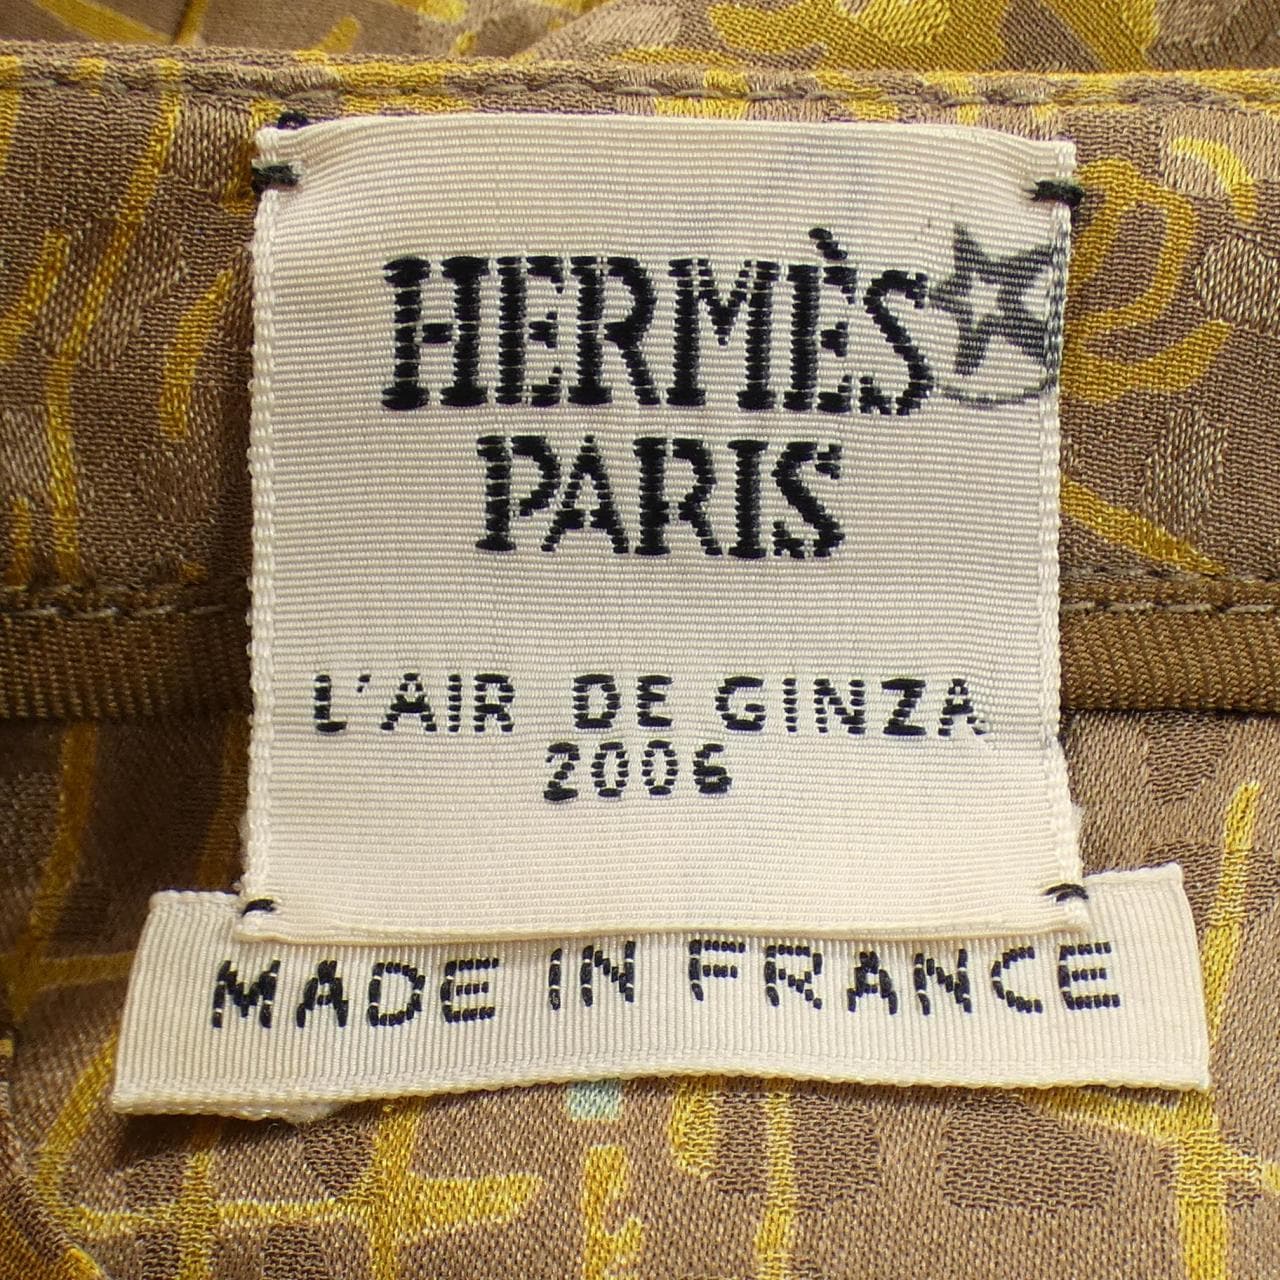 HERMÈS
PARIS
L'AIR DE GINZA
2006
MADE IN FRANCE